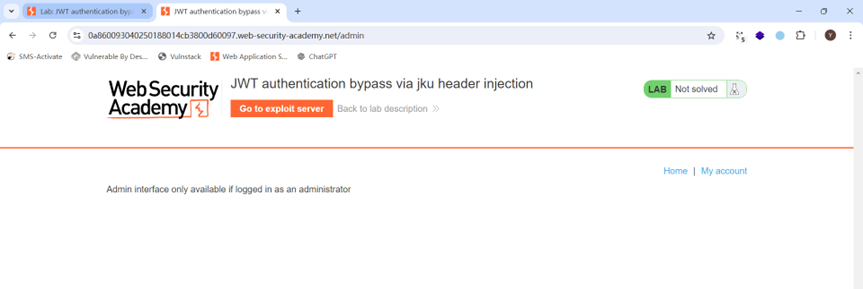 Lab: JWT authentication byp
JWT authentication bypass v
0a860093040250188014cb3800d60097.web-security-academy.net/admin
SMS-Activate Vulnerable By Des... Vulnstack Web Application S... ChatGPT
Web Security
Academy
JWT authentication bypass via jku header injection
Go to exploit server Back to lab description
LAB Not solved
Home | My account
Admin interface only available if logged in as an administrator